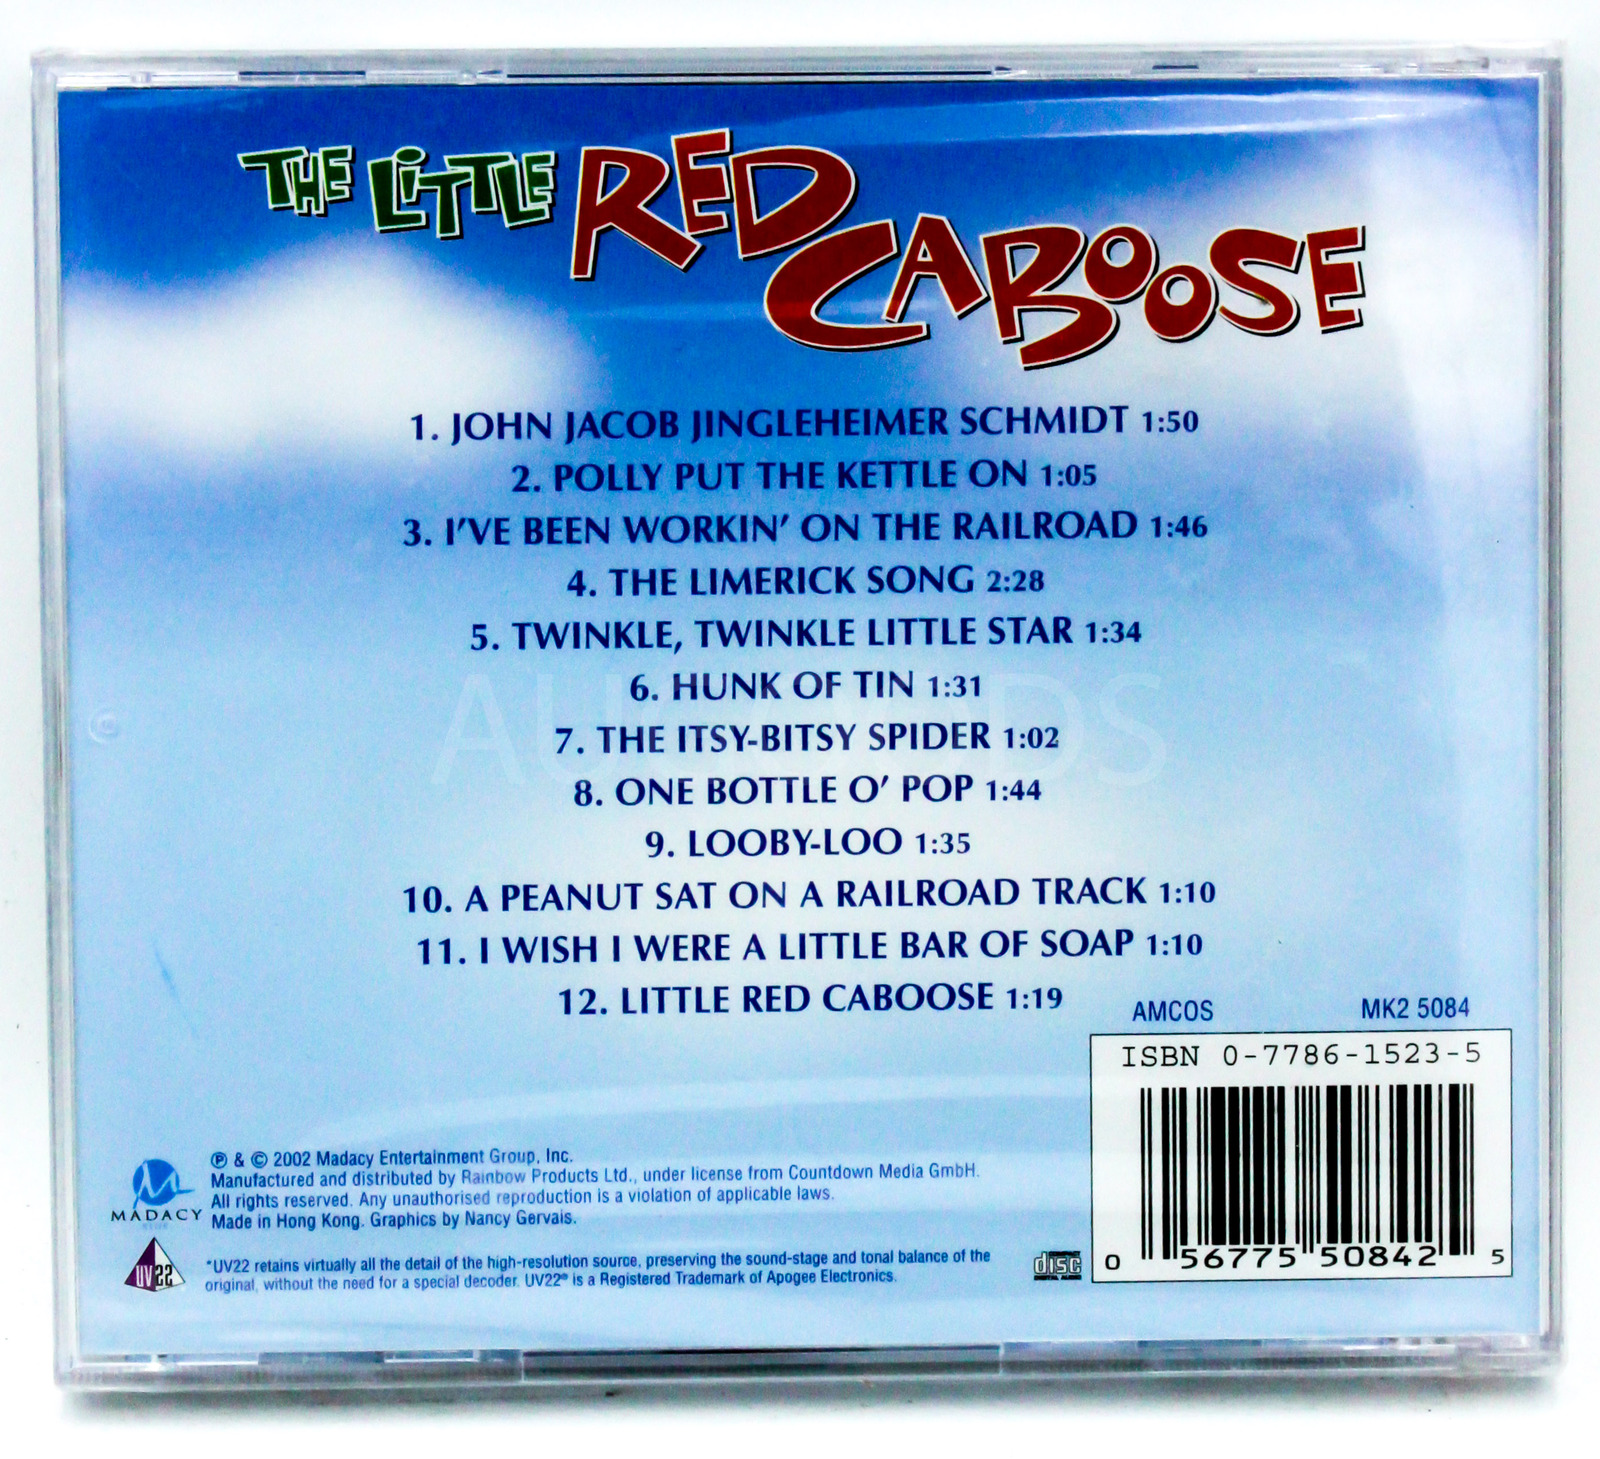 THE LiTTLE RED CABOOSE
1. JOHN JACOB JINGLEHEIMER SCHMIDT 1:50
2. POLLY PUT THE KETTLE ON 1:05
3. I'VE BEEN WORKIN' ON THE RAILROAD 1:46
4. THE LIMERICK SONG 2:28
5. TWINKLE, TWINKLE LITTLE STAR 1:34
6. HUNK OF TIN 1:31
7. THE ITSY-BITSY SPIDER 1:02
8. ONE BOTTLE O' POP 1:44
9. LOOBY-LOO 1:35
10. A PEANUT SAT ON A RAILROAD TRACK 1:10
11. I WISH I WERE A LITTLE BAR OF SOAP 1:10
12. LITTLE RED CABOOSE 1:19
AMCOS MK2 5084
ISBN 0-7786-1523-5
0 56775 50842 5
℗ & © 2002 Madacy Entertainment Group, Inc.
Manufactured and distributed by Rainbow Products Ltd., under license from Countdown Media GmbH.
All rights reserved. Any unauthorised reproduction is a violation of applicable laws.
Made in Hong Kong. Graphics by Nancy Gervais.
MADACY
UV22
*UV22 retains virtually all the detail of the high-resolution source, preserving the sound-stage and tonal balance of the
original, without the need for a special decoder. UV22® is a Registered Trademark of Apogee Electronics.
COMPACT
disc
DIGITAL AUDIO